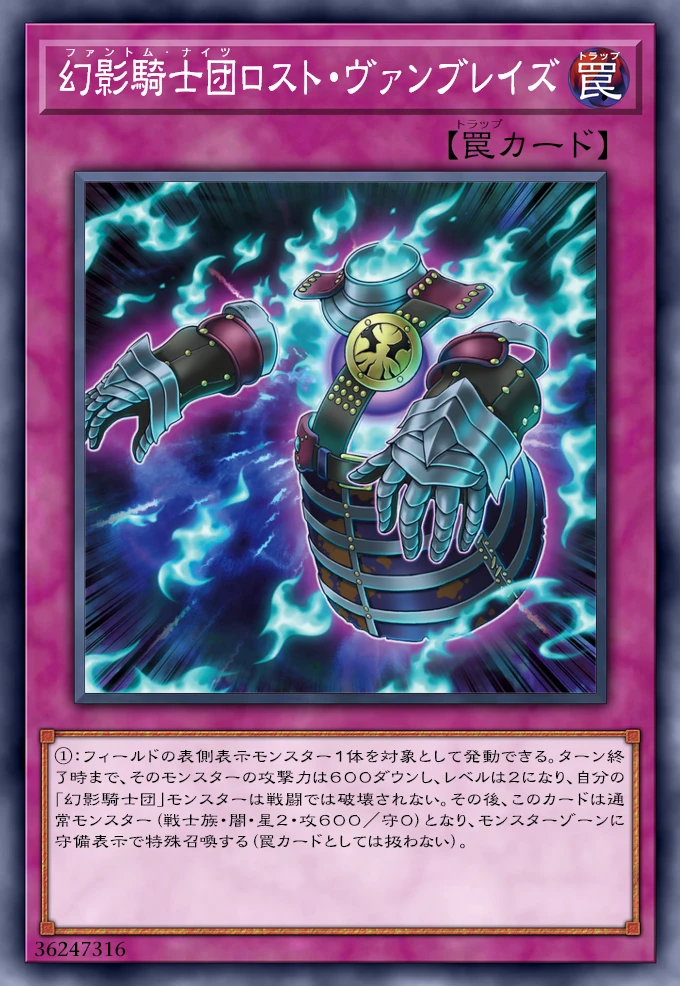 ファントム・ナイツ
幻影騎士団ロスト・ヴァンブレイズ
トラップ
罠
トラップ
【罠カード】
①:フィールドの表側表示モンスター1体を対象として発動できる。ターン終
了時まで、そのモンスターの攻撃力は600ダウンし、レベルは2になり、自分の
「幻影騎士団」モンスターは戦闘では破壊されない。その後、このカードは通
常モンスター(戦士族・闇・星2・攻600/守0)となり、モンスターゾーンに
守備表示で特殊召喚する(罠カードとしては扱わない)。
36247316